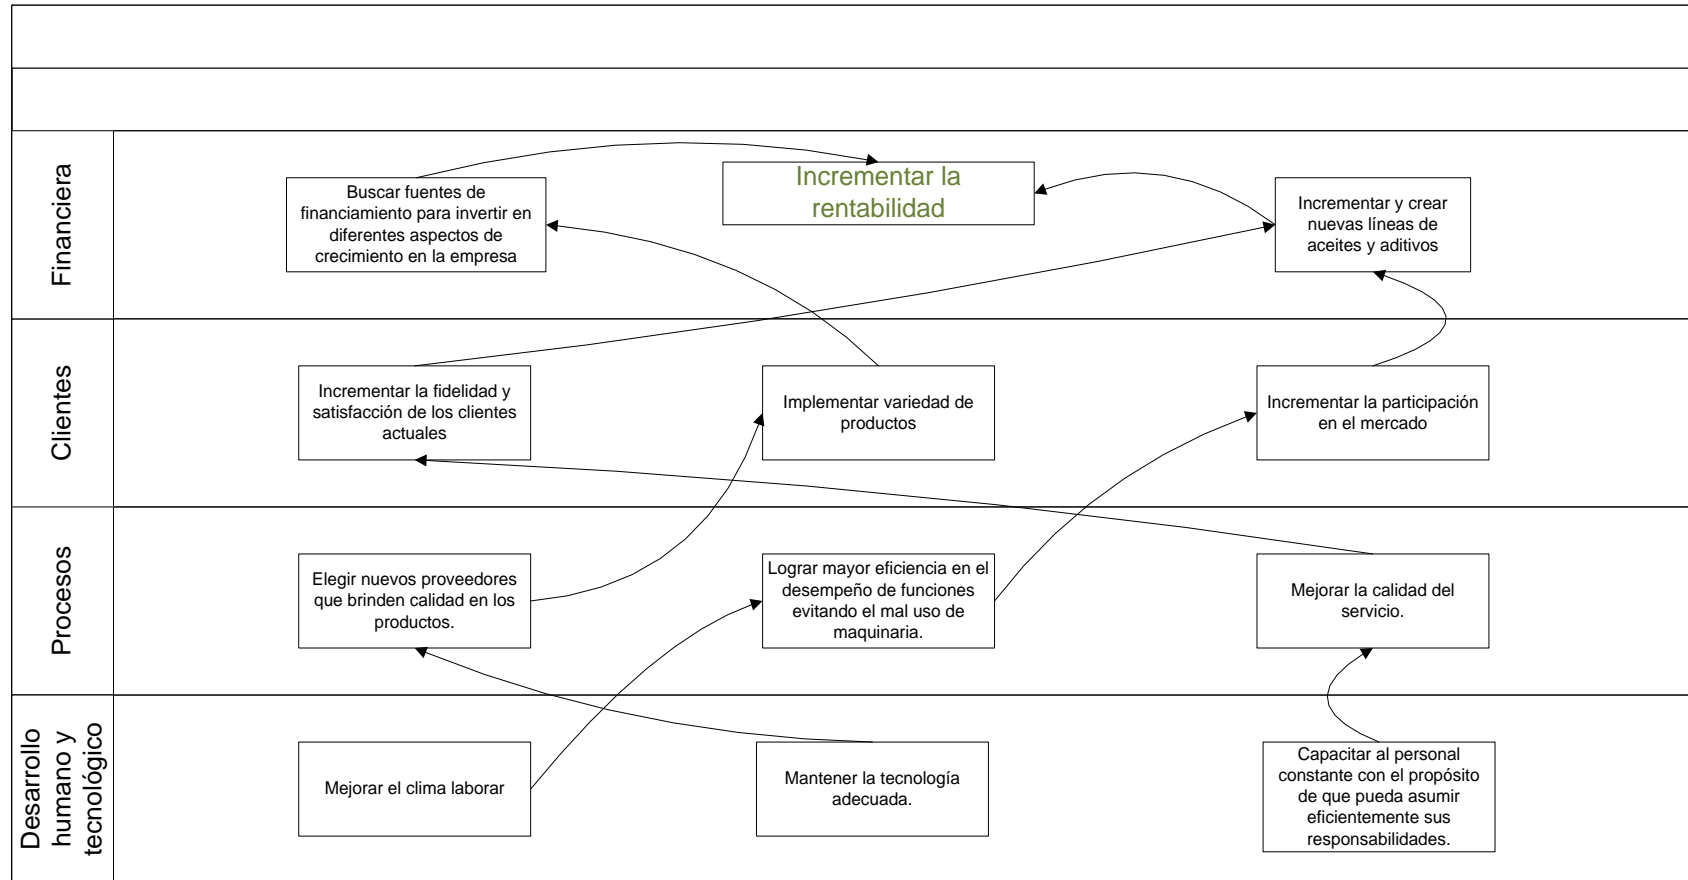 Financiera
Buscar fuentes de
financiamiento para invertir en
diferentes aspectos de
crecimiento en la empresa
Incrementar la
rentabilidad
Incrementar y crear
nuevas líneas de
aceites y aditivos
Clientes
Incrementar la fidelidad y
satisfacción de los clientes
actuales
Implementar variedad de
productos
Incrementar la participación
en el mercado
Procesos
Elegir nuevos proveedores
que brinden calidad en los
productos.
Lograr mayor eficiencia en el
desempeño de funciones
evitando el mal uso de
maquinaria.
Mejorar la calidad del
servicio.
Desarrollo
humano y
tecnológico
Mejorar el clima laborar
Mantener la tecnología
adecuada.
Capacitar al personal
constante con el propósito
de que pueda asumir
eficientemente sus
responsabilidades.